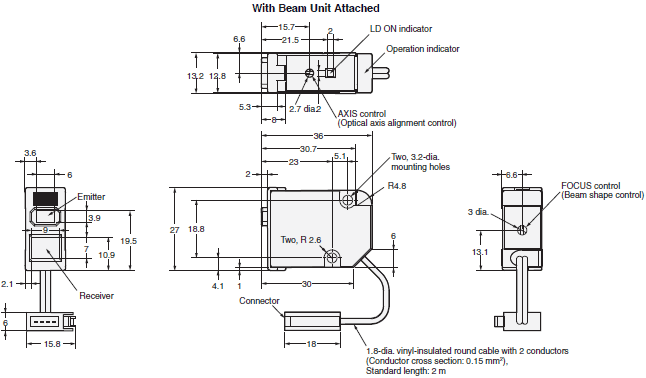 With Beam Unit Attached
15.7
21.5
2
LD ON indicator
6.6
Operation indicator
13.2
12.8
5.3
2.7 dia.
2
8
AXIS control
(Optical axis alignment control)
36
30.7
23
5.1
2
Two, 3.2-dia.
mounting holes
R4.8
27
18.8
Two, R 2.6
6
4.1
1
30
Connector
18
1.8-dia. vinyl-insulated round cable with 2 conductors
(Conductor cross section: 0.15 mm²),
Standard length: 2 m
3.6
6
Emitter
9
3.9
7
10.9
19.5
2.1
Receiver
6
15.8
6.6
FOCUS control
(Beam shape control)
3 dia.
13.1